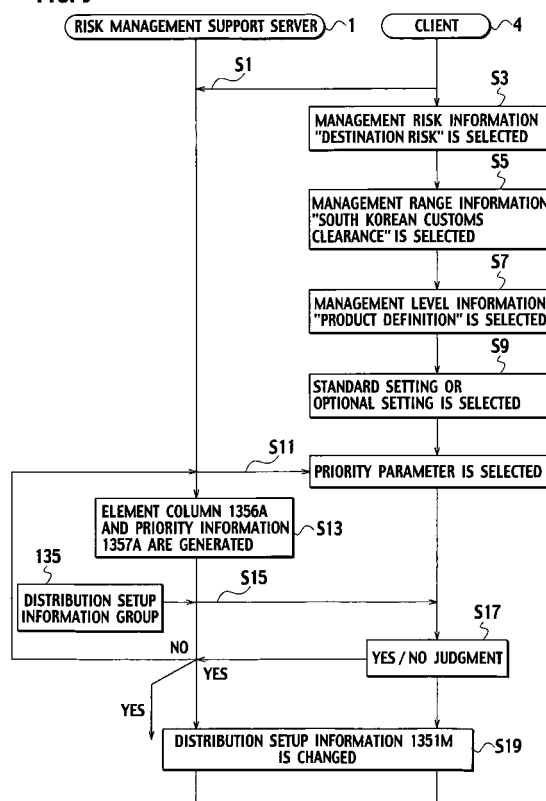 RISK MANAGEMENT SUPPORT SERVER
1
CLIENT
4
S1
S3
MANAGEMENT RISK INFORMATION
"DESTINATION RISK" IS SELECTED
S5
MANAGEMENT RANGE INFORMATION
"SOUTH KOREAN CUSTOMS
CLEARANCE" IS SELECTED
S7
MANAGEMENT LEVEL INFORMATION
"PRODUCT DEFINITION" IS SELECTED
S9
STANDARD SETTING OR
OPTIONAL SETTING IS SELECTED
S11
PRIORITY PARAMETER IS SELECTED
ELEMENT COLUMN 1356A
AND PRIORITY INFORMATION
1357A ARE GENERATED
S13
135
DISTRIBUTION SETUP
INFORMATION GROUP
S15
S17
YES / NO JUDGMENT
NO
YES
YES
DISTRIBUTION SETUP INFORMATION 1351M
IS CHANGED
S19